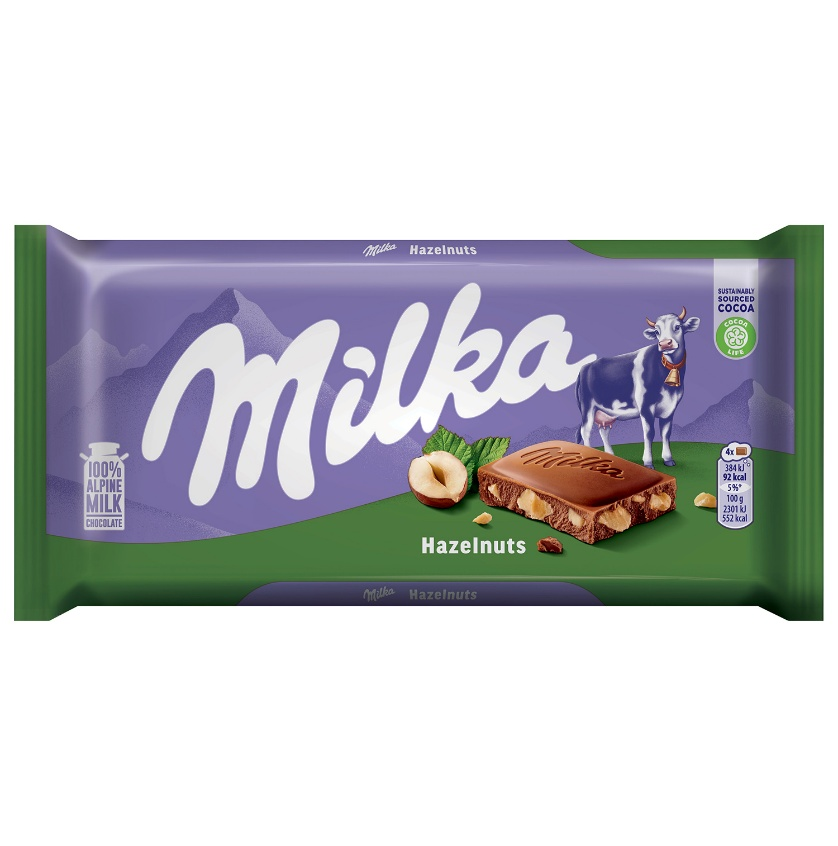 Milka Hazelnuts
Milka
SUSTAINABLY
SOURCED
COCOA
COCOA
LIFE
100%
ALPINE
MILK
CHOCOLATE
Milka
4x
384 kJ
92 kcal
5%*
100 g
2301 kJ
552 kcal
Hazelnuts
Milka Hazelnuts